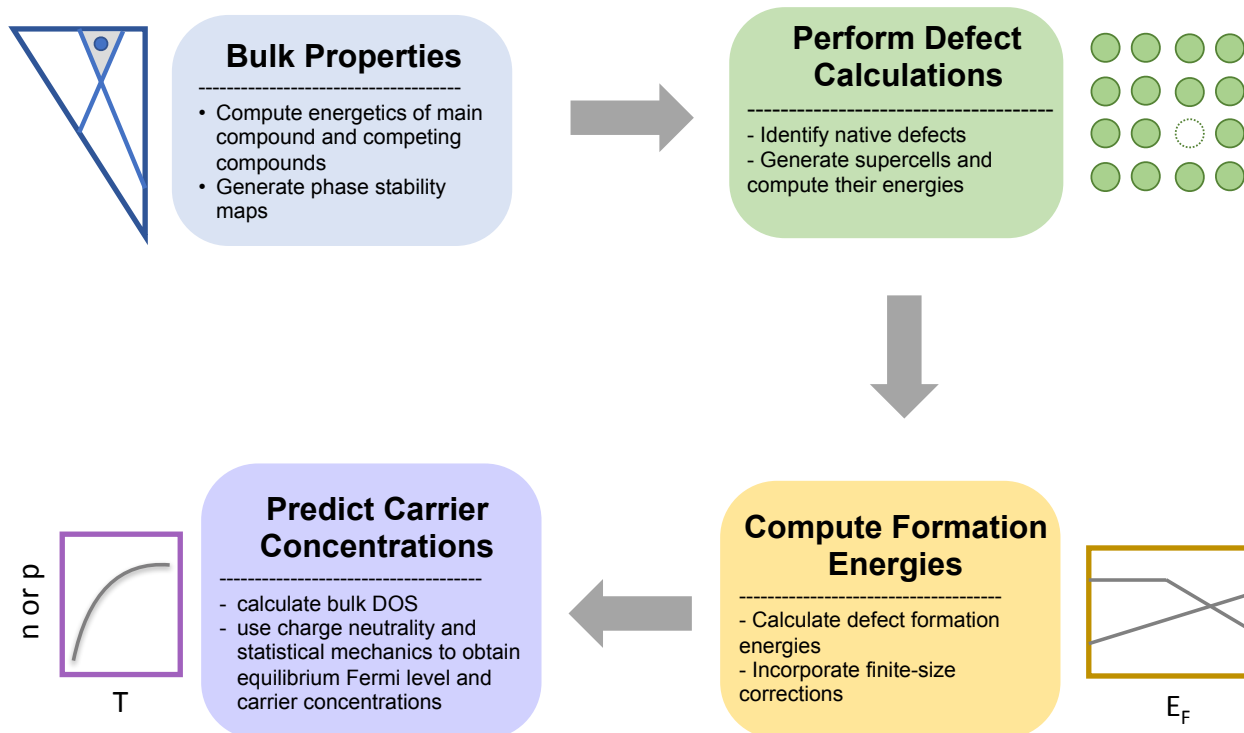 Bulk Properties
---------------------------------------
• Compute energetics of main
compound and competing
compounds
• Generate phase stability
maps
Perform Defect
Calculations
---------------------------------------
- Identify native defects
- Generate supercells and
compute their energies
Compute Formation
Energies
-----------------------------------
- Calculate defect formation
energies
- Incorporate finite-size
corrections
E_F
Predict Carrier
Concentrations
---------------------------------------
- calculate bulk DOS
- use charge neutrality and
statistical mechanics to obtain
equilibrium Fermi level and
carrier concentrations
n or p
T